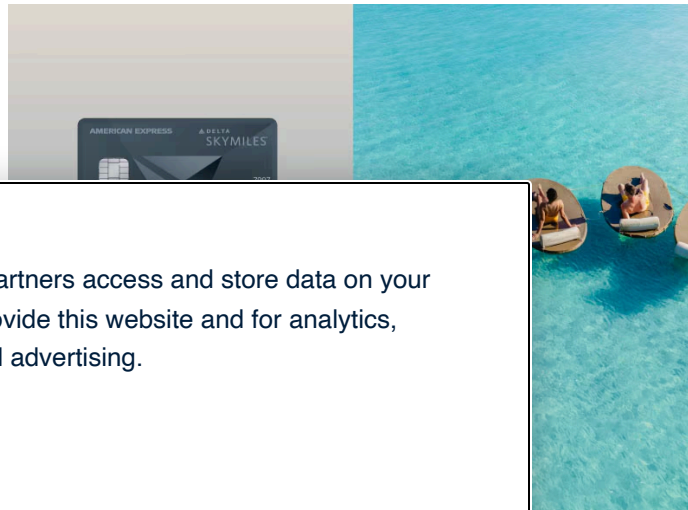 AMERICAN EXPRESS
DELTA
SKYMILES
artners access and store data on your
ovide this website and for analytics,
advertising.